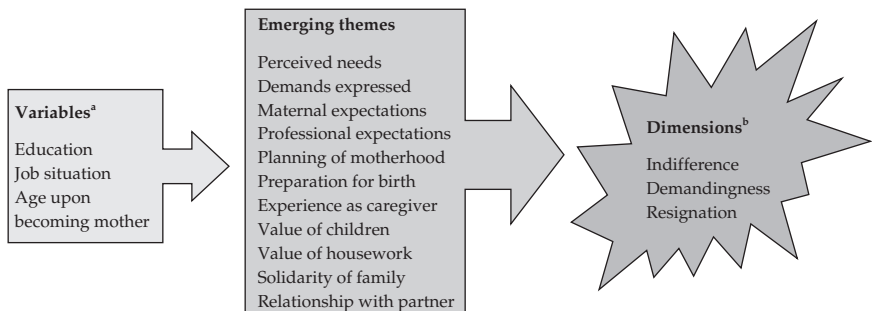 Variablesᵃ
Education
Job situation
Age upon
becoming mother
Emerging themes
Perceived needs
Demands expressed
Maternal expectations
Professional expectations
Planning of motherhood
Preparation for birth
Experience as caregiver
Value of children
Value of housework
Solidarity of family
Relationship with partner
Dimensionsᵇ
Indifference
Demandingness
Resignation